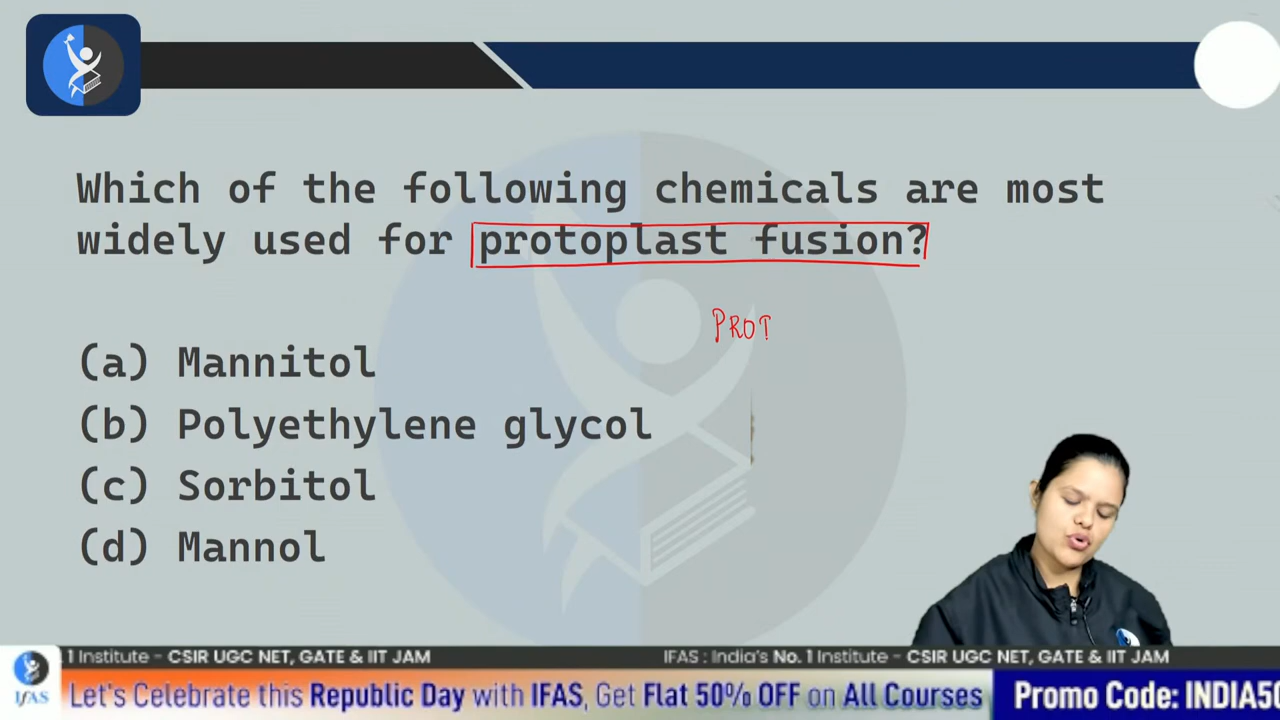 Which of the following chemicals are most
widely used for protoplast fusion?
PROT
(a) Mannitol
(b) Polyethylene glycol
(c) Sorbitol
(d) Mannol
1 Institute - CSIR UGC NET, GATE & IIT JAM
IFAS : India's No. 1 Institute - CSIR UGC NET, GATE & IIT JAM
IFAS
Let's Celebrate this Republic Day with IFAS, Get Flat 50% OFF on All Courses
Promo Code: INDIA50